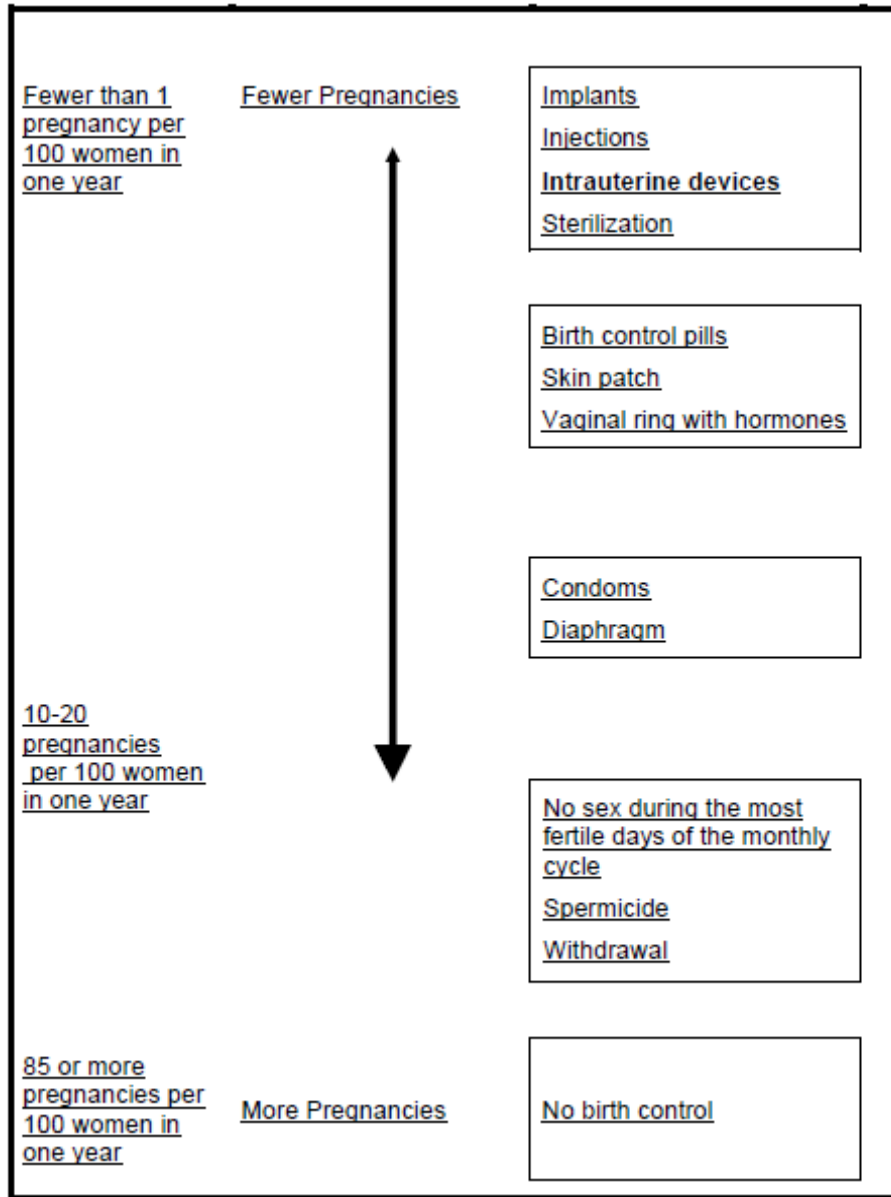 Fewer than 1
pregnancy per
100 women in
one year
Fewer Pregnancies
Implants
Injections
Intrauterine devices
Sterilization
Birth control pills
Skin patch
Vaginal ring with hormones
Condoms
Diaphragm
10-20
pregnancies
per 100 women
in one year
No sex during the most
fertile days of the monthly
cycle
Spermicide
Withdrawal
85 or more
pregnancies per
100 women in
one year
More Pregnancies
No birth control